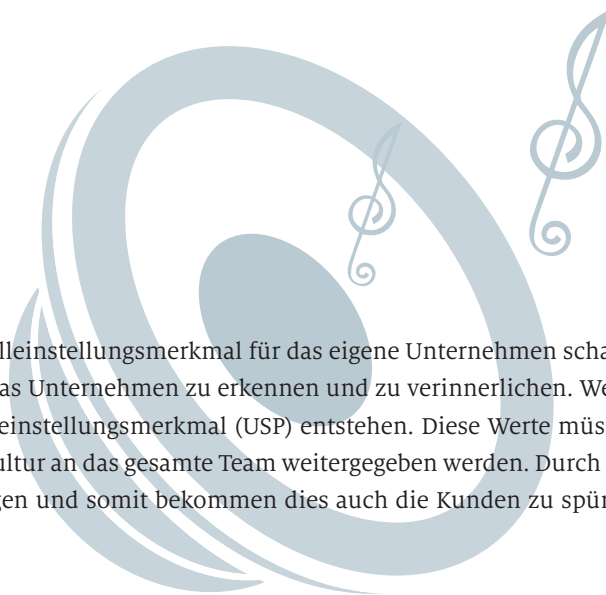 lleinstellungsmerkmal für das eigene Unternehmen scha
as Unternehmen zu erkennen und zu verinnerlichen. We
einstellungsmerkmal (USP) entstehen. Diese Werte müs
ultur an das gesamte Team weitergegeben werden. Durch
gen und somit bekommen dies auch die Kunden zu spür